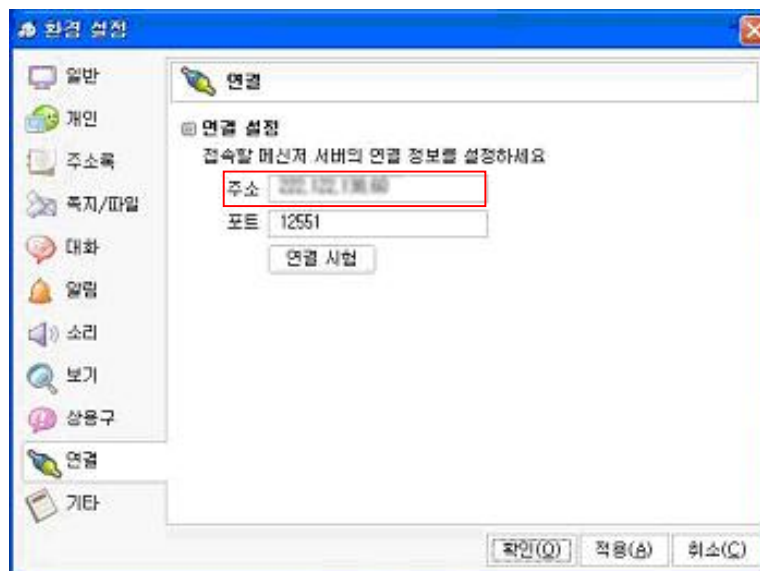 환경 설정
일반
개인
주소록
쪽지/파일
대화
알림
소리
보기
상용구
연결
기타
연결
연결 설정
접속할 메신저 서버의 연결 정보를 설정하세요
주소
포트 12551
연결 시험
확인(O) 적용(A) 취소(C)